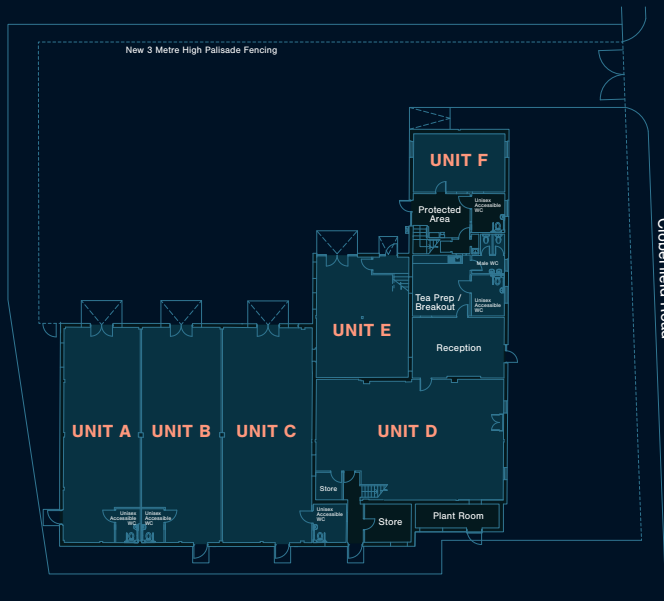 New 3 Metre High Palisade Fencing
UNIT F
Protected
Area
Unisex
Accessible
WC
Male WC
Tea Prep /
Breakout
Unisex
Accessible
WC
UNIT E
Reception
UNIT A
UNIT B
UNIT C
UNIT D
Store
Unisex
Accessible
WC
Unisex
Accessible
WC
Unisex
Accessible
WC
Store
Plant Room
Road